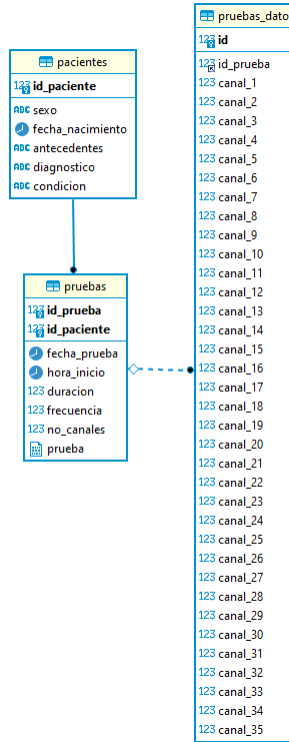 pacientes
id_paciente
sexo
fecha_nacimiento
antecedentes
diagnostico
condicion
pruebas
id_prueba
id_paciente
fecha_prueba
hora_inicio
duracion
frecuencia
no_canales
prueba
pruebas_dato
id
id_prueba
canal_1
canal_2
canal_3
canal_4
canal_5
canal_6
canal_7
canal_8
canal_9
canal_10
canal_11
canal_12
canal_13
canal_14
canal_15
canal_16
canal_17
canal_18
canal_19
canal_20
canal_21
canal_22
canal_23
canal_24
canal_25
canal_26
canal_27
canal_28
canal_29
canal_30
canal_31
canal_32
canal_33
canal_34
canal_35